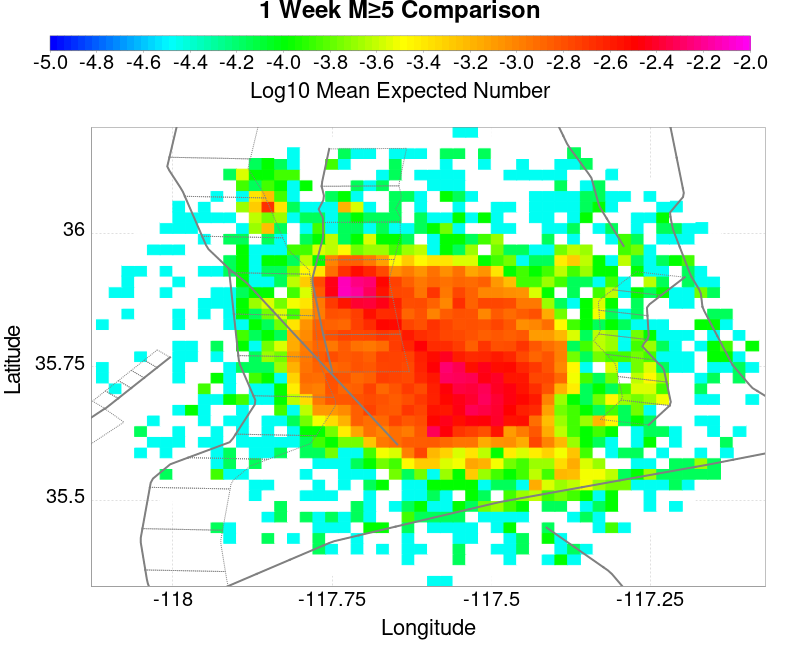 1 Week M≥5 Comparison
-5.0 -4.8 -4.6 -4.4 -4.2 -4.0 -3.8 -3.6 -3.4 -3.2 -3.0 -2.8 -2.6 -2.4 -2.2 -2.0
Log10 Mean Expected Number
36
35.75
35.5
Latitude
-118 -117.75 -117.5 -117.25
Longitude